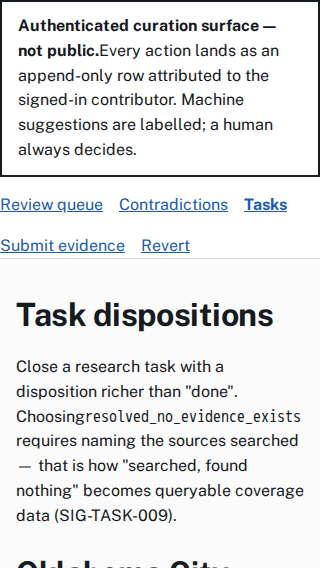 Authenticated curation surface —
not public.Every action lands as an
append-only row attributed to the
signed-in contributor. Machine
suggestions are labelled; a human
always decides.
Review queue Contradictions Tasks
Submit evidence Revert
Task dispositions
Close a research task with a
disposition richer than "done".
Choosingresolved_no_evidence_exists
requires naming the sources searched
— that is how "searched, found
nothing" becomes queryable coverage
data (SIG-TASK-009).
Oklahoma City